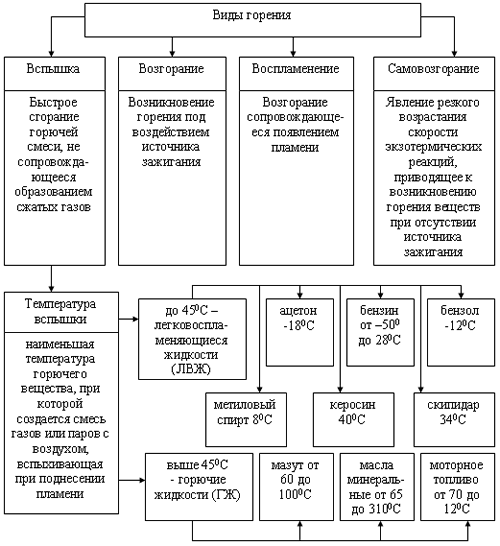 Виды горения
Вспышка
Быстрое
сгорание
горючей
смеси, не
сопровожда-
ющееся
образованием
сжатых газов
Возгорание
Возникновение
горения под
воздействием
источника
зажигания
Воспламенение
Возгорание
сопровождающе-
еся появлением
пламени
Самовозгорание
Явление резкого
возрастания
скорости
экзотермических
реакций,
приводящее к
возникновению
горения веществ
при отсутствии
источника
зажигания
Температура
вспышки
наименьшая
температура
горючего
вещества, при
которой
создается смесь
газов или паров с
воздухом,
вспыхивающая
при поднесении
пламени
до 45⁰С –
легковоспла-
меняющиеся
жидкости
(ЛВЖ)
ацетон
-18⁰С
бензин
от –50⁰
до 28⁰С
бензол
-12⁰С
метиловый
спирт 8⁰С
керосин
40⁰С
скипидар
34⁰С
выше 45⁰С
- горючие
жидкости (ГЖ)
мазут от
60 до
100⁰С
масла
минераль-
ные от 65
до 310⁰С
моторное
топливо
от 70 до
12⁰С